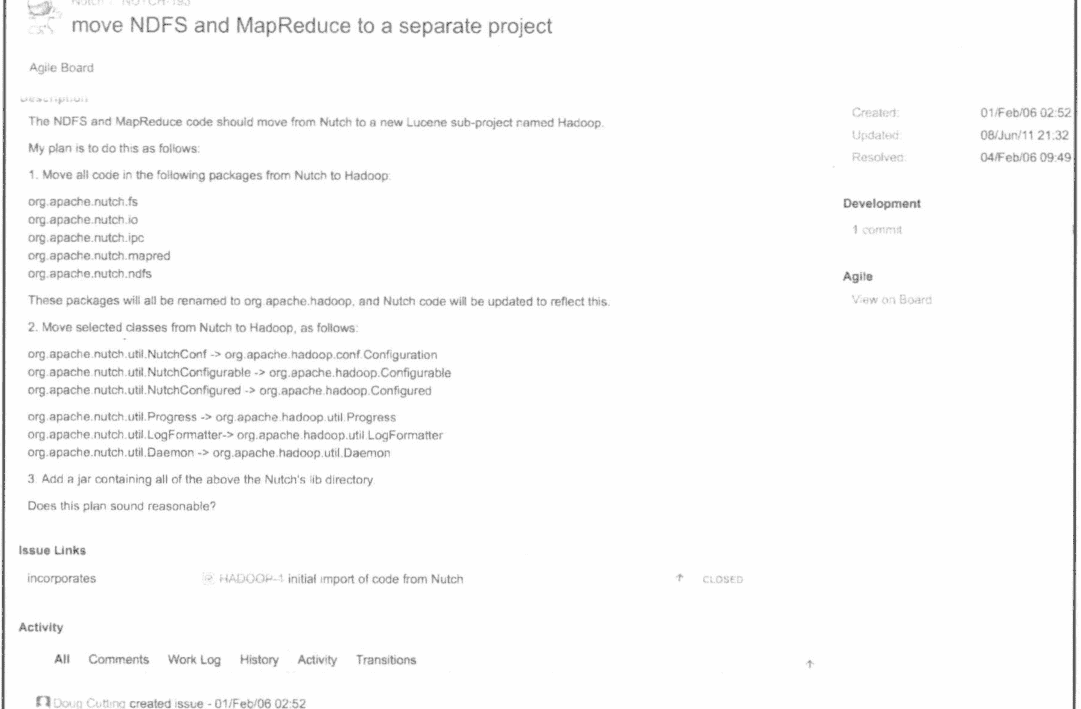 Nutch / NUTCH-193
move NDFS and MapReduce to a separate project
Agile Board
Description
The NDFS and MapReduce code should move from Nutch to a new Lucene sub-project named Hadoop.
My plan is to do this as follows:
1. Move all code in the following packages from Nutch to Hadoop:
org.apache.nutch.fs
org.apache.nutch.io
org.apache.nutch.ipc
org.apache.nutch.mapred
org.apache.nutch.ndfs
These packages will all be renamed to org.apache.hadoop, and Nutch code will be updated to reflect this.
2. Move selected classes from Nutch to Hadoop, as follows:
org.apache.nutch.util.NutchConf -> org.apache.hadoop.conf.Configuration
org.apache.nutch.util.NutchConfigurable -> org.apache.hadoop.Configurable
org.apache.nutch.util.NutchConfigured -> org.apache.hadoop.Configured
org.apache.nutch.util.Progress -> org.apache.hadoop.util.Progress
org.apache.nutch.util.LogFormatter-> org.apache.hadoop.util.LogFormatter
org.apache.nutch.util.Daemon -> org.apache.hadoop.util.Daemon
3. Add a jar containing all of the above the Nutch's lib directory.
Does this plan sound reasonable?
Issue Links
incorporates HADOOP-1 initial import of code from Nutch CLOSED
Activity
All Comments Work Log History Activity Transitions
Doug Cutting created issue - 01/Feb/06 02:52
Created: 01/Feb/06 02:52
Updated: 08/Jun/11 21:32
Resolved: 04/Feb/06 09:49
Development
1 commit
Agile
View on Board